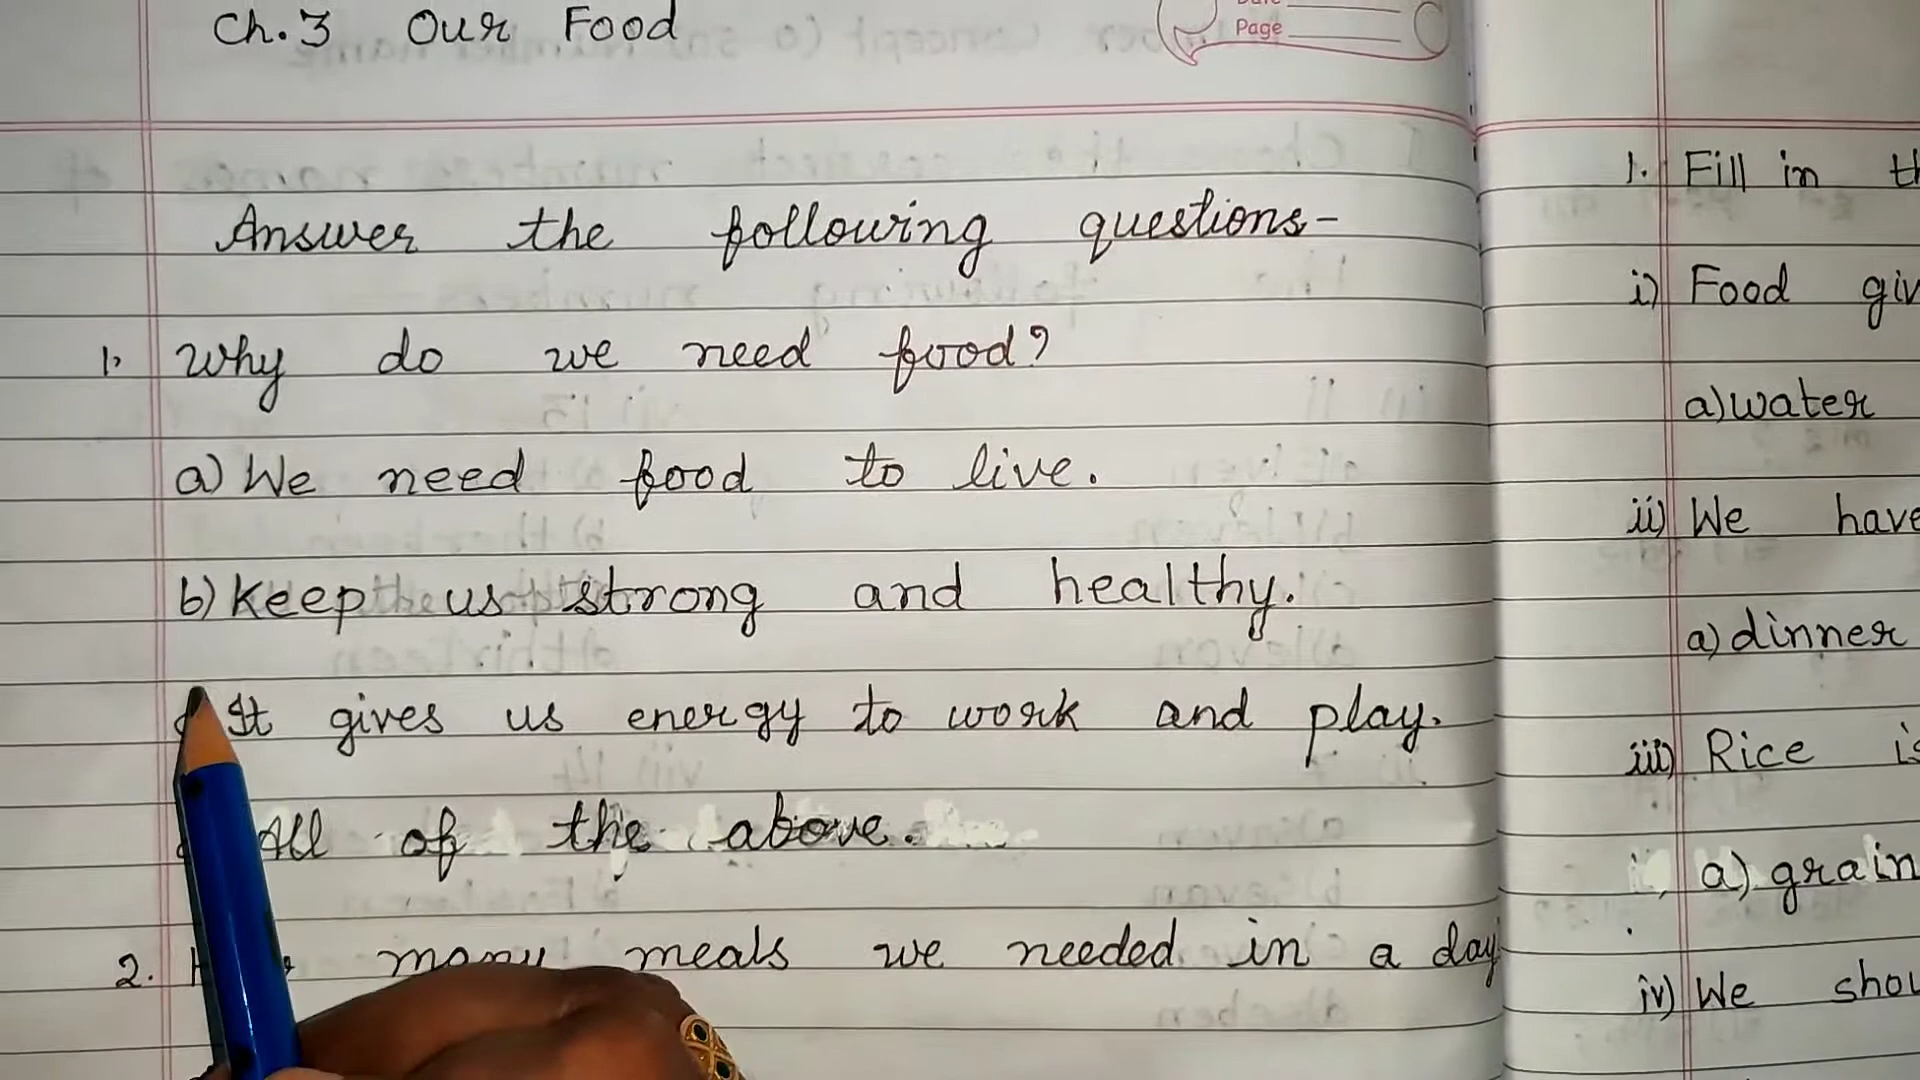 Ch.3 Our Food
Page
Answer the following questions-
1. Why do we need food?
a) We need food to live.
b) Keep us strong and healthy.
It gives us energy to work and play.
All of the above.
2. many meals we needed in a day
1. Fill in
i) Food
a) water
ii) We have
a) dinner
iii) Rice
a) grain
iv) We